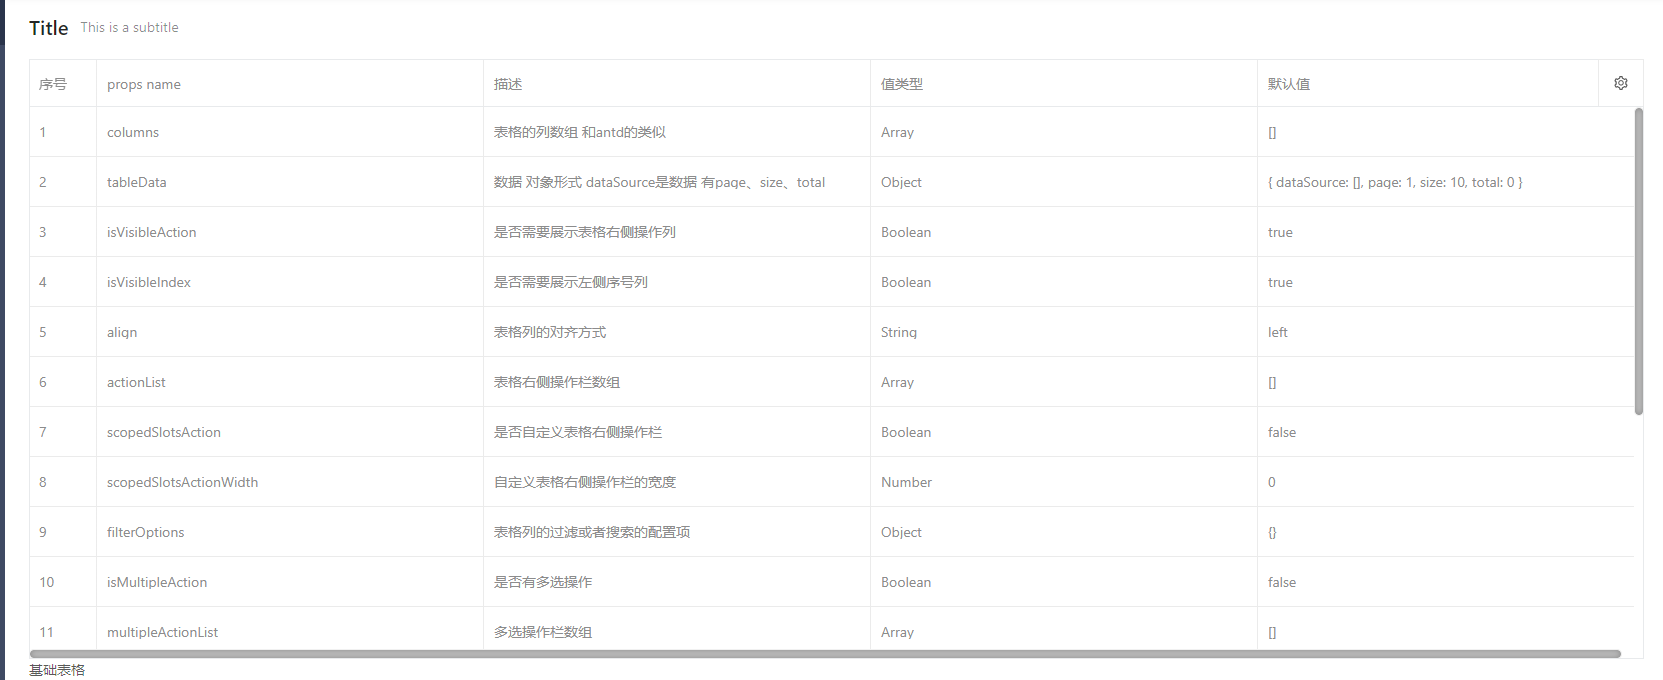 Title This is a subtitle
序号 props name 描述 值类型 默认值
1 columns 表格的列数组 和antd的类似 Array []
2 tableData 数据 对象形式 dataSource是数据 有page、size、total Object { dataSource: [], page: 1, size: 10, total: 0 }
3 isVisibleAction 是否需要展示表格右侧操作列 Boolean true
4 isVisibleIndex 是否需要展示左侧序号列 Boolean true
5 align 表格列的对齐方式 String left
6 actionList 表格右侧操作栏数组 Array []
7 scopedSlotsAction 是否自定义表格右侧操作栏 Boolean false
8 scopedSlotsActionWidth 自定义表格右侧操作栏的宽度 Number 0
9 filterOptions 表格列的过滤或者搜索的配置项 Object {}
10 isMultipleAction 是否有多选操作 Boolean false
11 multipleActionList 多选操作栏数组 Array []
基础表格